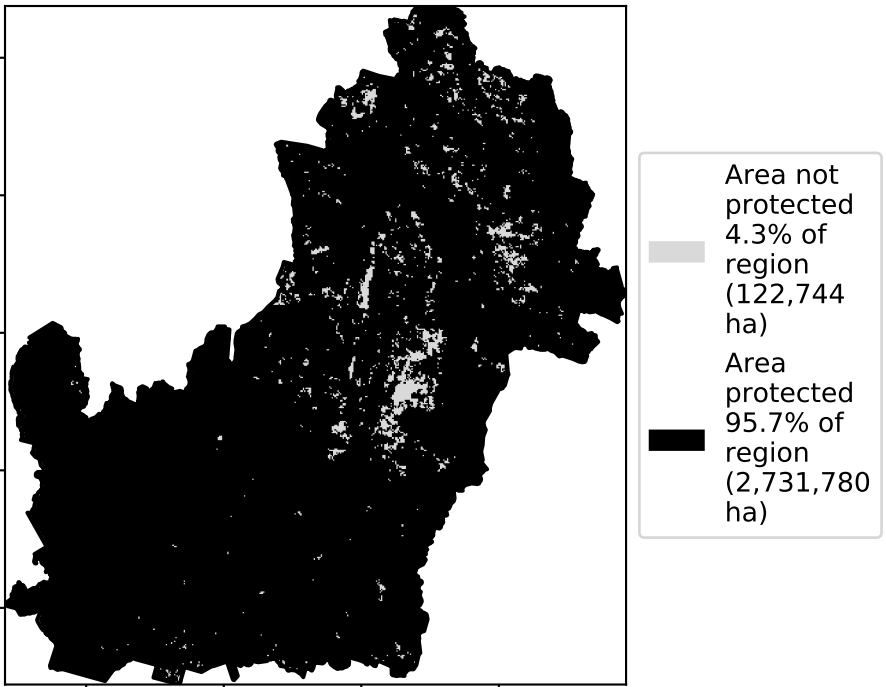 Area not
protected
4.3% of
region
(122,744
ha)
Area
protected
95.7% of
region
(2,731,780
ha)